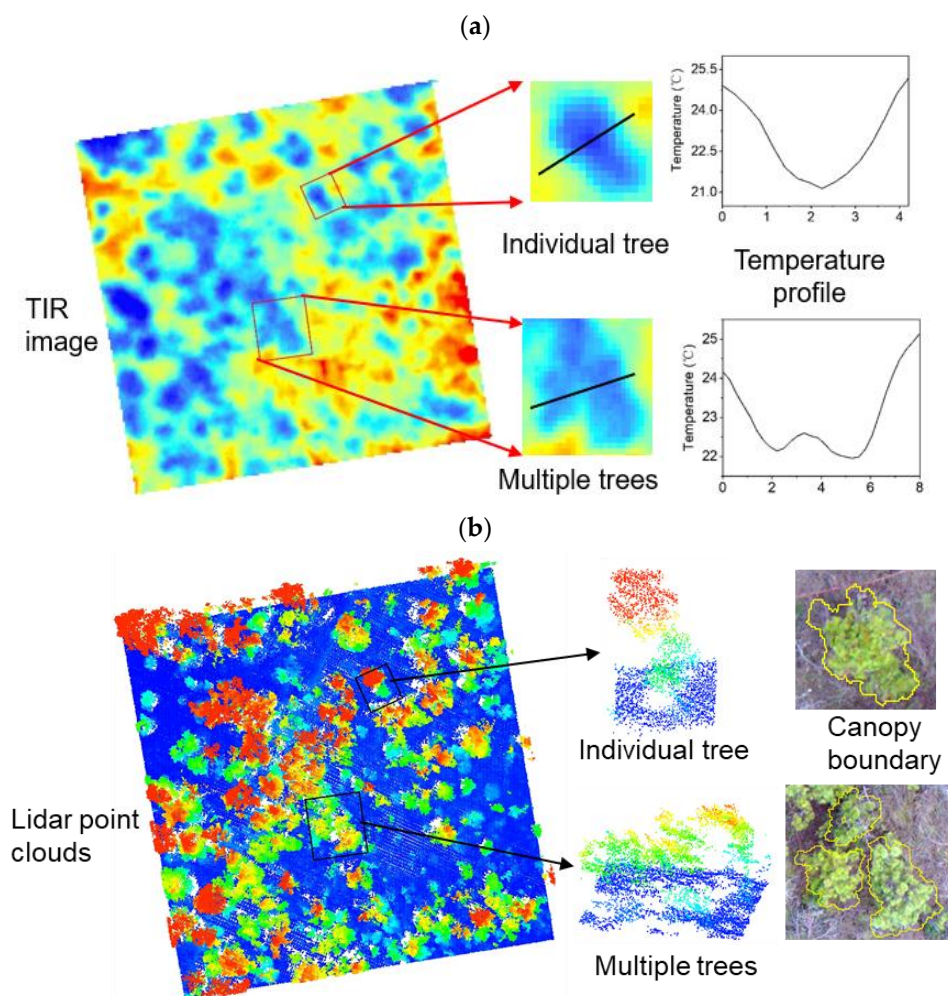 (a)
TIR
image
Individual tree
Multiple trees
Temperature (℃)
25.5
24.0
22.5
21.0
0 1 2 3 4
Temperature
profile
Temperature (℃)
25
24
23
22
0 2 4 6 8
(b)
Lidar point
clouds
Individual tree
Multiple trees
Canopy
boundary